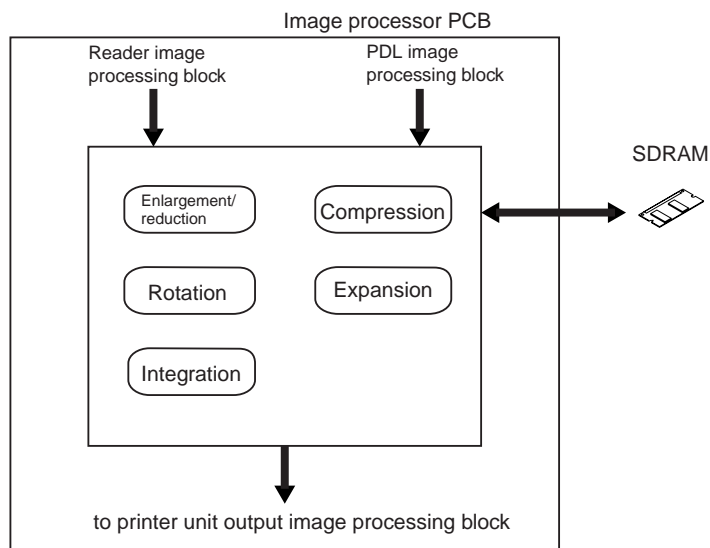 Image processor PCB
Reader image
processing block
PDL image
processing block
SDRAM
Enlargement/
reduction
Compression
Rotation
Expansion
Integration
to printer unit output image processing block